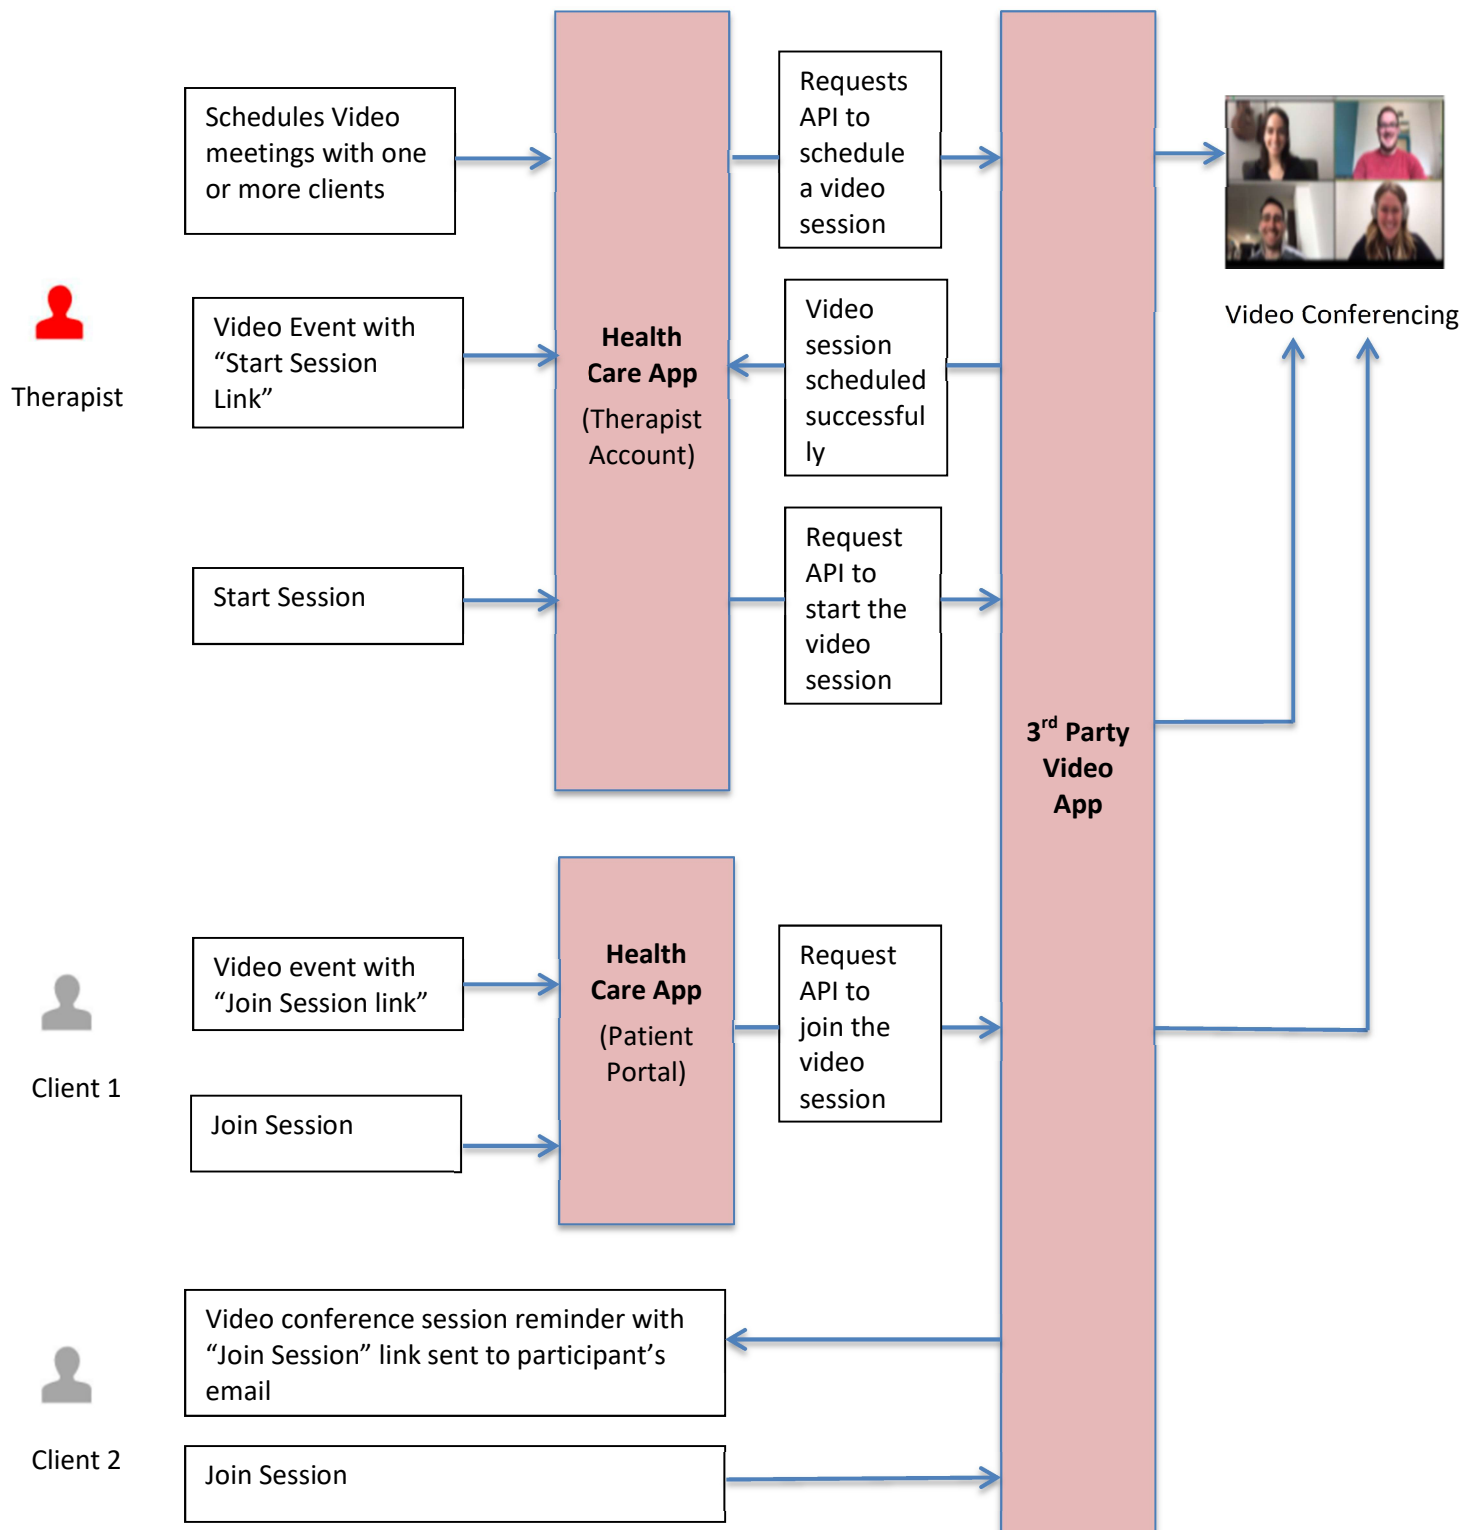 Schedules Video
meetings with one
or more clients
Requests
API to
schedule
a video
session
Video Conferencing
Therapist
Video Event with
“Start Session
Link”
Health
Care App
(Therapist
Account)
Video
session
scheduled
successful
ly
Start Session
Request
API to
start the
video
session
3rd Party
Video
App
Client 1
Video event with
“Join Session link”
Join Session
Health
Care App
(Patient
Portal)
Request
API to
join the
video
session
Client 2
Video conference session reminder with
“Join Session” link sent to participant’s
email
Join Session